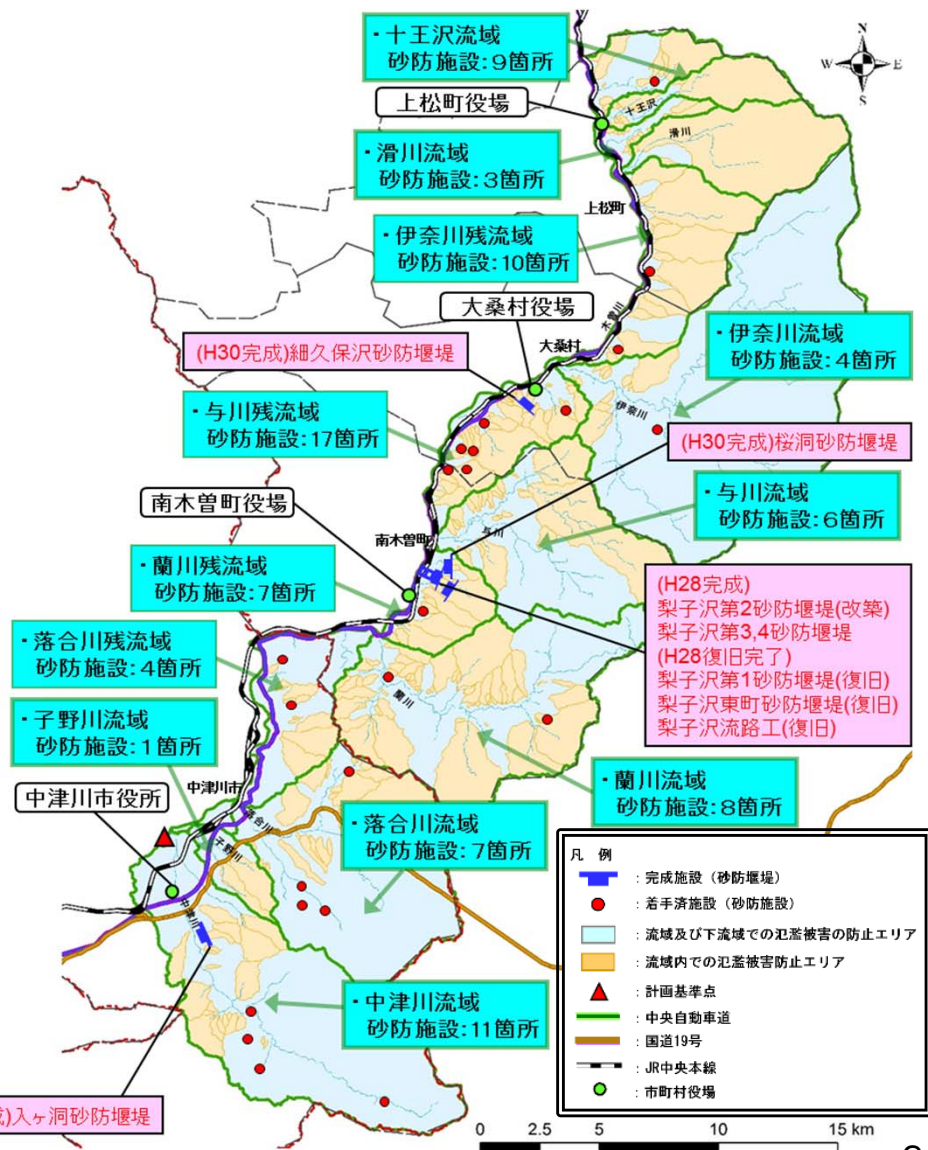 ・十王沢流域
砂防施設:9箇所
N
W
E
S
上松町役場
十王沢
滑川
・滑川流域
砂防施設:3箇所
上松町
・伊奈川残流域
砂防施設:10箇所
大桑村役場
木曽川
・伊奈川流域
砂防施設:4箇所
(H30完成)細久保沢砂防堰堤
大桑村
伊奈川
・与川残流域
砂防施設:17箇所
(H30完成)桜洞砂防堰堤
・与川流域
砂防施設:6箇所
南木曽町役場
南木曽町
与川
・蘭川残流域
砂防施設:7箇所
(H28完成)
梨子沢第2砂防堰堤(改築)
梨子沢第3,4砂防堰堤
(H28復旧完了)
梨子沢第1砂防堰堤(復旧)
梨子沢東町砂防堰堤(復旧)
梨子沢流路工(復旧)
・落合川残流域
砂防施設:4箇所
蘭川
・子野川流域
砂防施設:1箇所
・蘭川流域
砂防施設:8箇所
中津川市
中津川市役所
落合川
子野川
・落合川流域
砂防施設:7箇所
中津川
・中津川流域
砂防施設:11箇所
)入ヶ洞砂防堰堤
凡 例
:完成施設(砂防堰堤)
:着手済施設(砂防施設)
:流域及び下流域での氾濫被害の防止エリア
:流域内での氾濫被害防止エリア
:計画基準点
:中央自動車道
:国道19号
:JR中央本線
:市町村役場
0 2.5 5 10 15 km